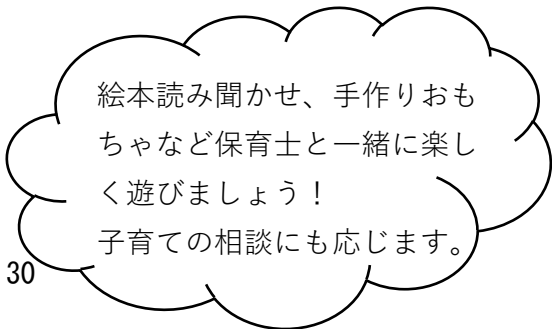 絵本読み聞かせ、手作りおも
ちゃなど保育士と一緒に楽し
く遊びましょう！
子育ての相談にも応じます。
30